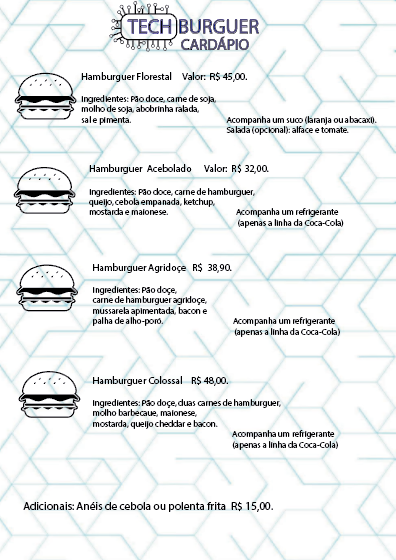 TECH BURGUER
CARDÁPIO
Hamburguer Florestal Valor: R$ 45,00.
Ingredientes: Pão doce, carne de soja,
molho de soja, abobrinha ralada,
sal e pimenta.
Acompanha um suco (laranja ou abacaxi).
Salada (opcional): alface e tomate.
Hamburguer Acebolado Valor: R$ 32,00.
Ingredientes: Pão doce, carne de hamburguer,
queijo, cebola empanada, ketchup,
mostarda e maionese.
Acompanha um refrigerante
(apenas a linha da Coca-Cola)
Hamburguer Agridoçe R$ 38,90.
Ingredientes: Pão doçe,
carne de hamburguer agridoçe,
mussarela apimentada, bacon e
palha de alho-poró.
Acompanha um refrigerante
(apenas a linha da Coca-Cola)
Hamburguer Colossal R$ 48,00.
Ingredientes: Pão doçe, duas carnes de hamburguer,
molho barbecaue, maionese,
mostarda, queijo cheddar e bacon.
Acompanha um refrigerante
(apenas a linha da Coca-Cola)
Adicionais: Anéis de cebola ou polenta frita R$ 15,00.